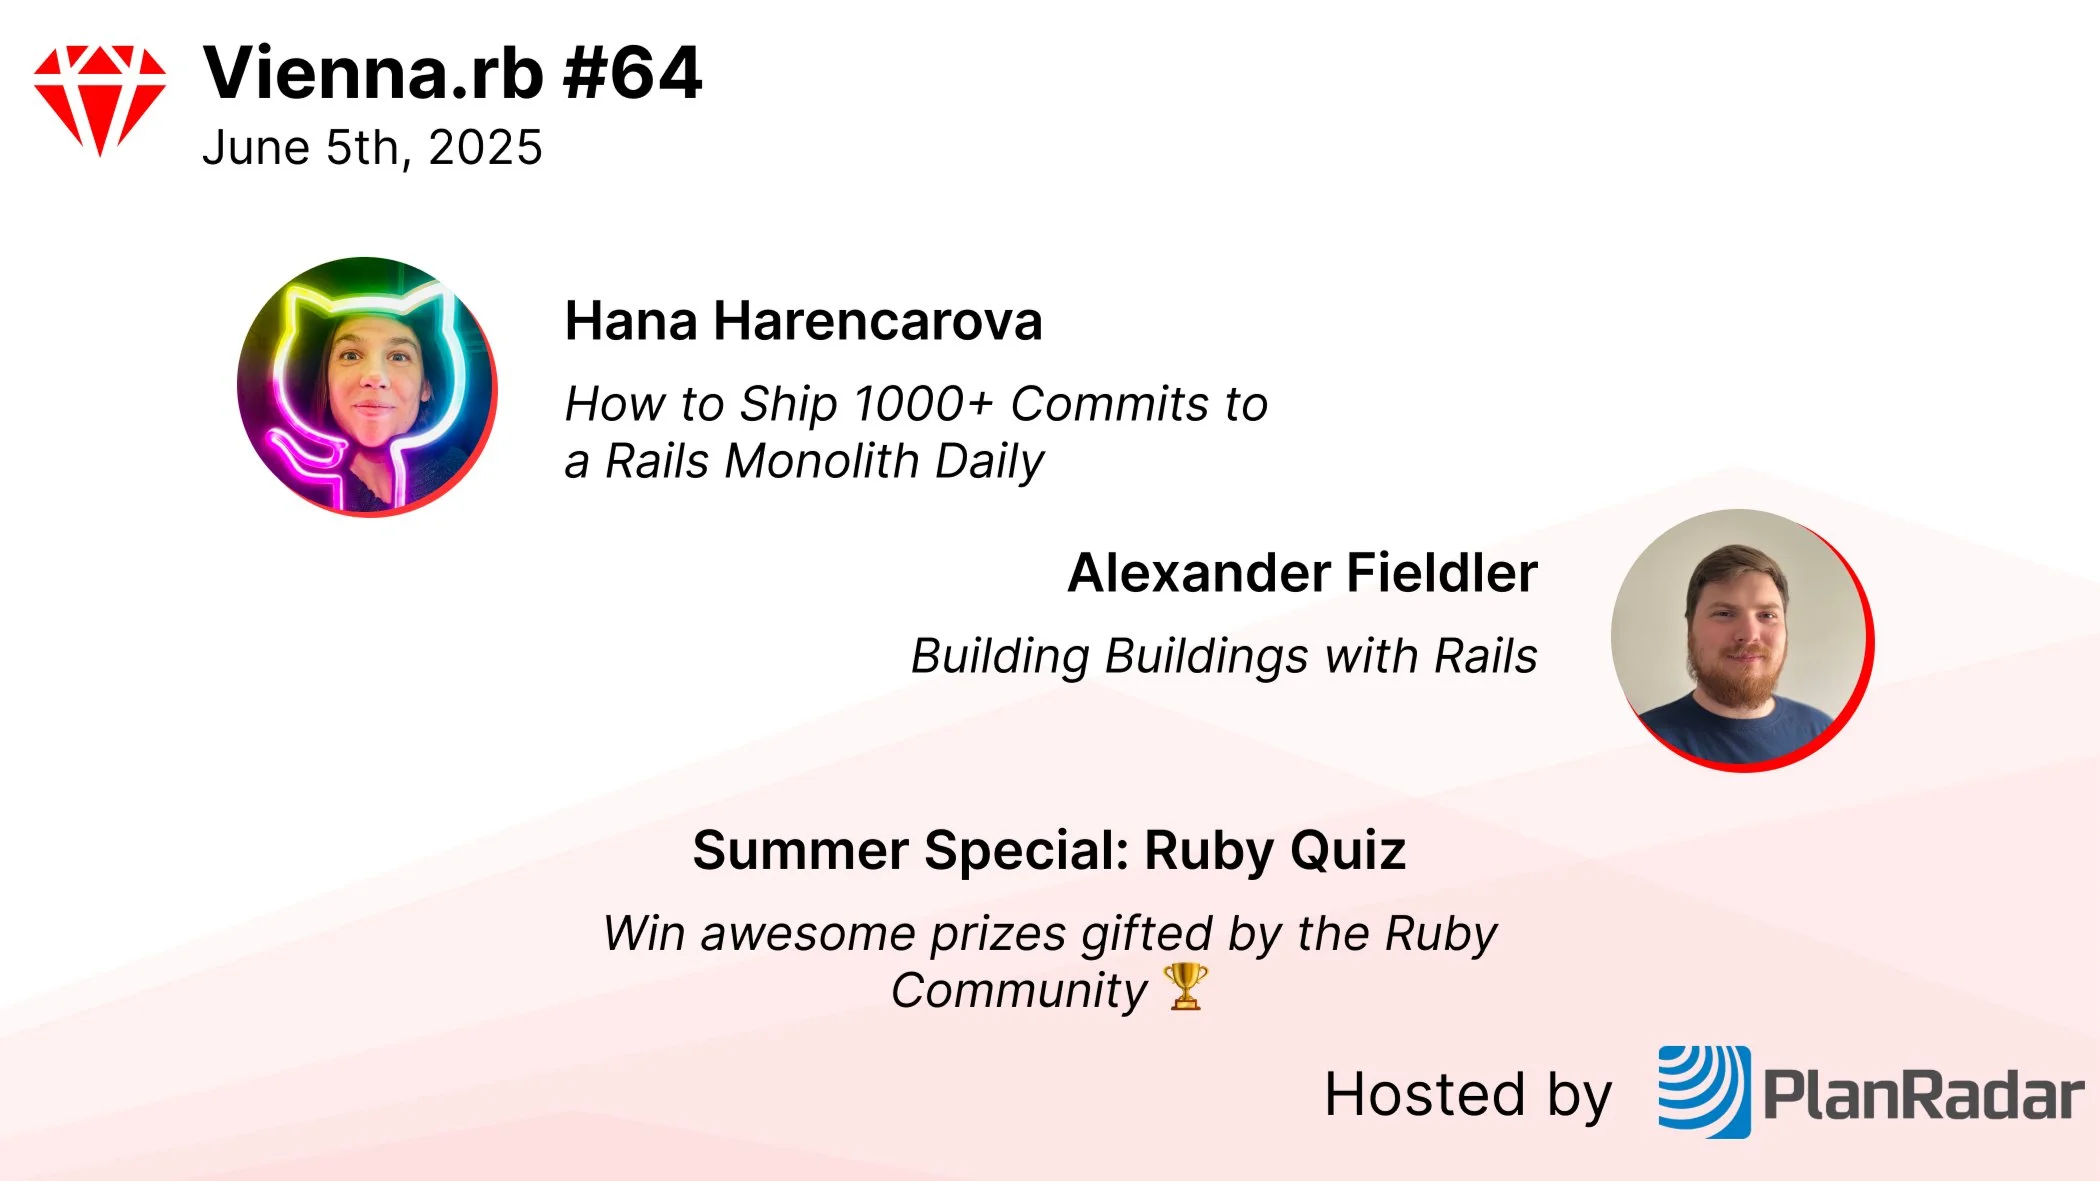 Vienna.rb #64
June 5th, 2025
Hana Harencarova
How to Ship 1000+ Commits to
a Rails Monolith Daily
Alexander Fieldler
Building Buildings with Rails
Summer Special: Ruby Quiz
Win awesome prizes gifted by the Ruby
Community 🏆
Hosted by PlanRadar